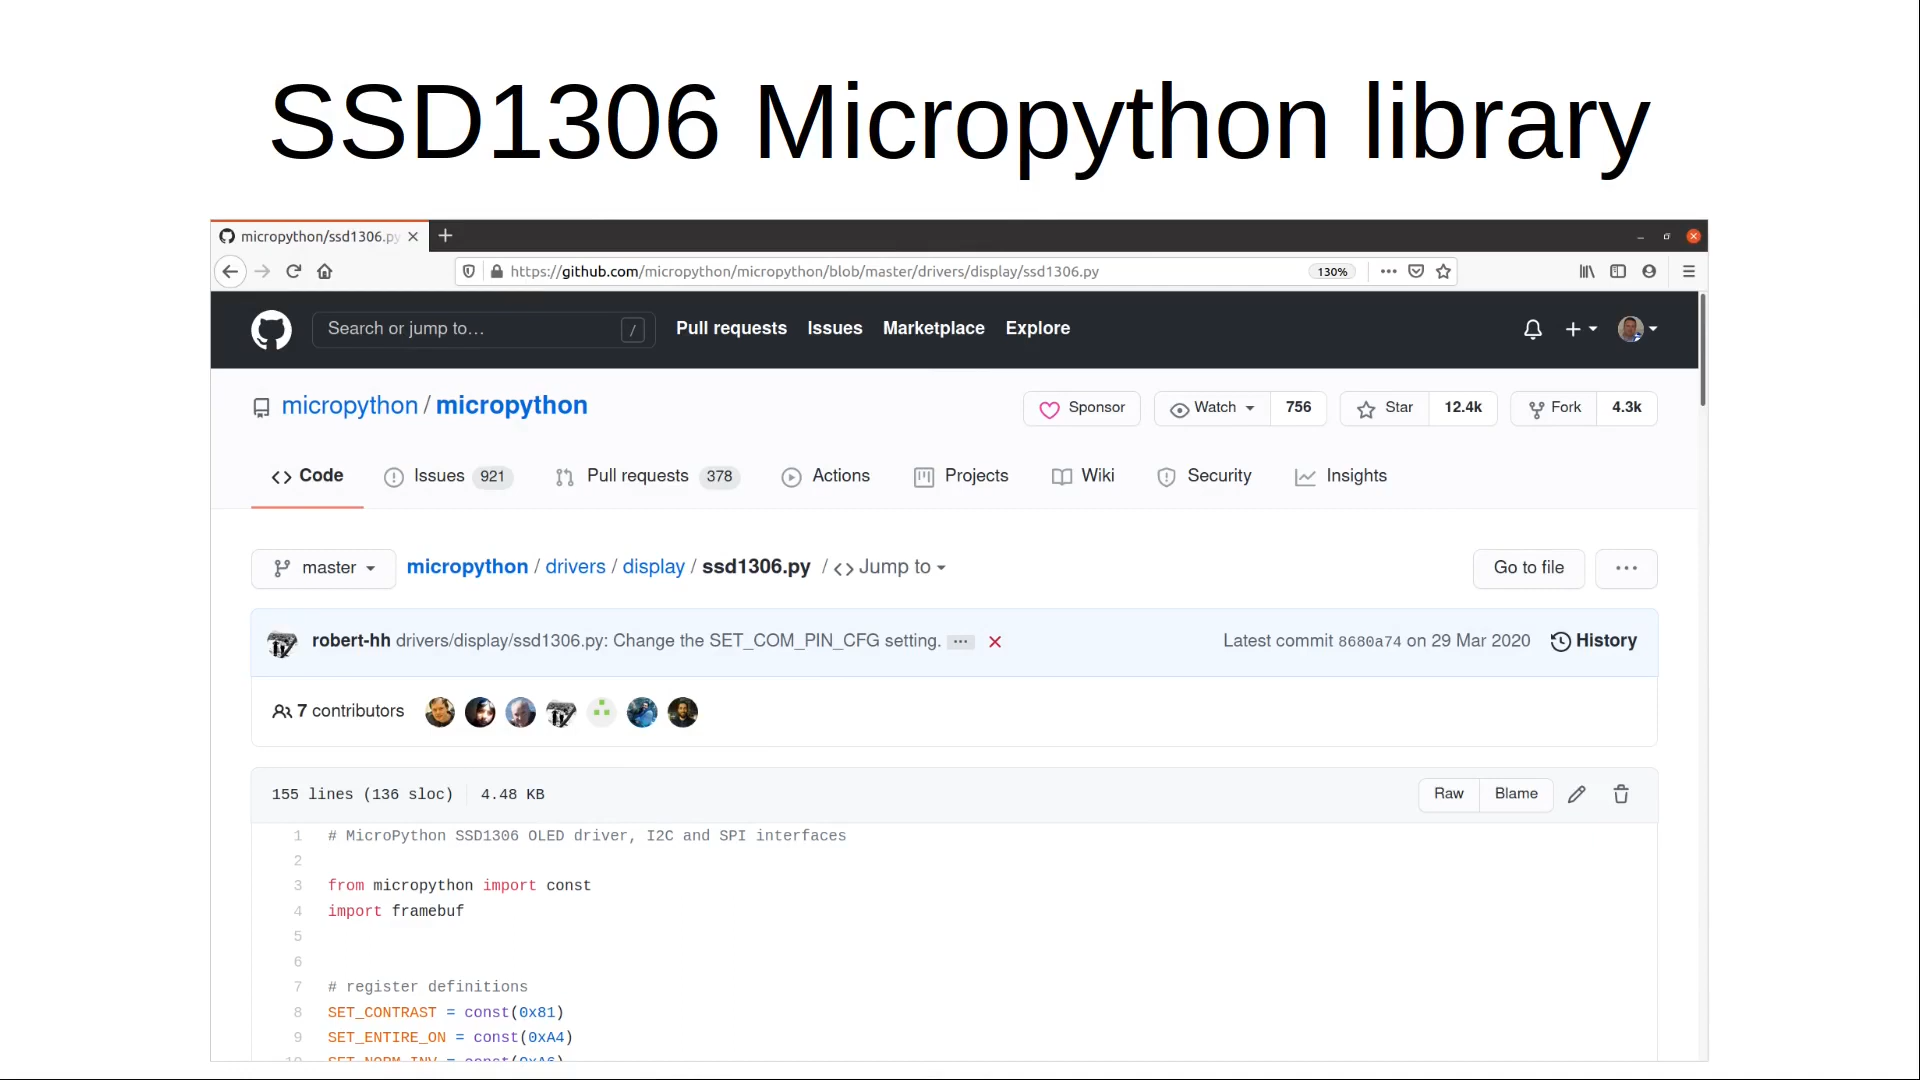 SSD1306 Micropython library
micropython/ssd1306.py
https://github.com/micropython/micropython/blob/master/drivers/display/ssd1306.py 130%
Search or jump to… / Pull requests Issues Marketplace Explore
micropython / micropython Sponsor Watch 756 Star 12.4k Fork 4.3k
Code Issues 921 Pull requests 378 Actions Projects Wiki Security Insights
master micropython / drivers / display / ssd1306.py / <> Jump to Go to file ···
robert-hh drivers/display/ssd1306.py: Change the SET_COM_PIN_CFG setting. ··· Latest commit 8680a74 on 29 Mar 2020 History
7 contributors
155 lines (136 sloc) 4.48 KB Raw Blame
1 # MicroPython SSD1306 OLED driver, I2C and SPI interfaces
2
3 from micropython import const
4 import framebuf
5
6
7 # register definitions
8 SET_CONTRAST = const(0x81)
9 SET_ENTIRE_ON = const(0xA4)
10 SET_NORM_INV = const(0xA6)